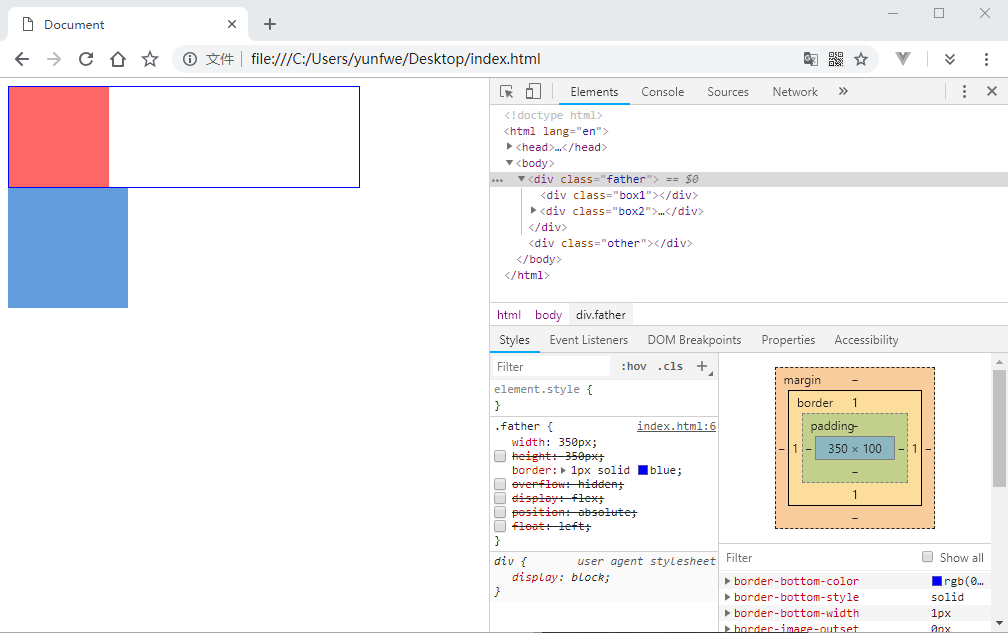 Document
文件 file:///C:/Users/yunfwe/Desktop/index.html
Elements Console Sources Network
<!doctype html>
<html lang="en">
<head>…</head>
<body>
<div class="father"> == $0
<div class="box1"></div>
<div class="box2">…</div>
</div>
<div class="other"></div>
</body>
</html>
html body div.father
Styles Event Listeners DOM Breakpoints Properties Accessibility
Filter :hov .cls +
element.style {
}
.father { index.html:6
width: 350px;
height: 350px;
border: 1px solid blue;
overflow: hidden;
display: flex;
position: absolute;
float: left;
}
div { user agent stylesheet
display: block;
}
margin –
border 1
padding –
– 1 – 350 × 100 – 1 –
–
1
–
Filter Show all
border-bottom-color rgb(0…
border-bottom-style solid
border-bottom-width 1px
border-image-outset 0px